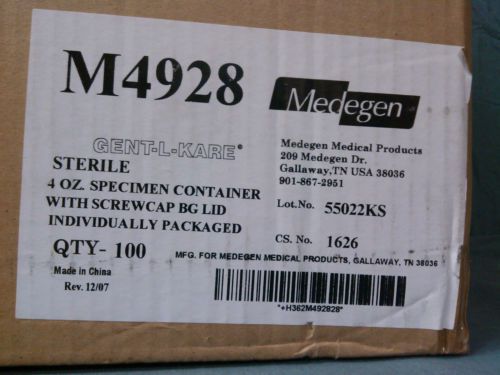 M4928
Medegen
GENT-L-KARE®
STERILE
4 OZ. SPECIMEN CONTAINER
WITH SCREWCAP BG LID
INDIVIDUALLY PACKAGED
QTY- 100
Made in China
Rev. 12/07
Medegen Medical Products
209 Medegen Dr.
Gallaway,TN USA 38036
901-867-2951
Lot.No. 55022KS
CS. No. 1626
MFG. FOR MEDEGEN MEDICAL PRODUCTS, GALLAWAY, TN 38036
*+H362M492828*